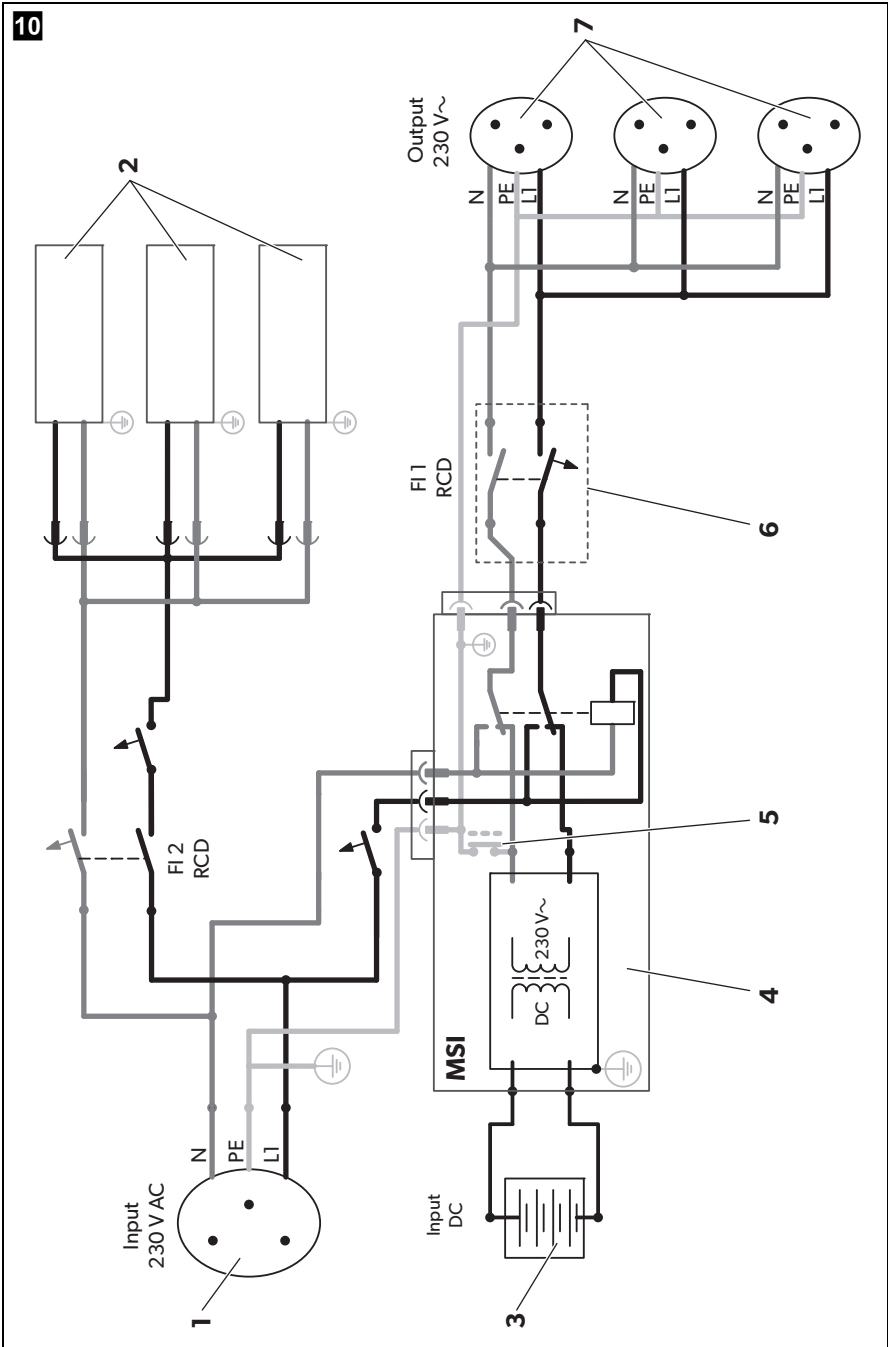 10
1
Input
230 V AC
N
PE
L1
FI 2
RCD
2
3
Input
DC
MSI
DC
230 V~
4
5
FI 1
RCD
6
Output
230 V~
N
PE
L1
N
PE
L1
N
PE
L1
7